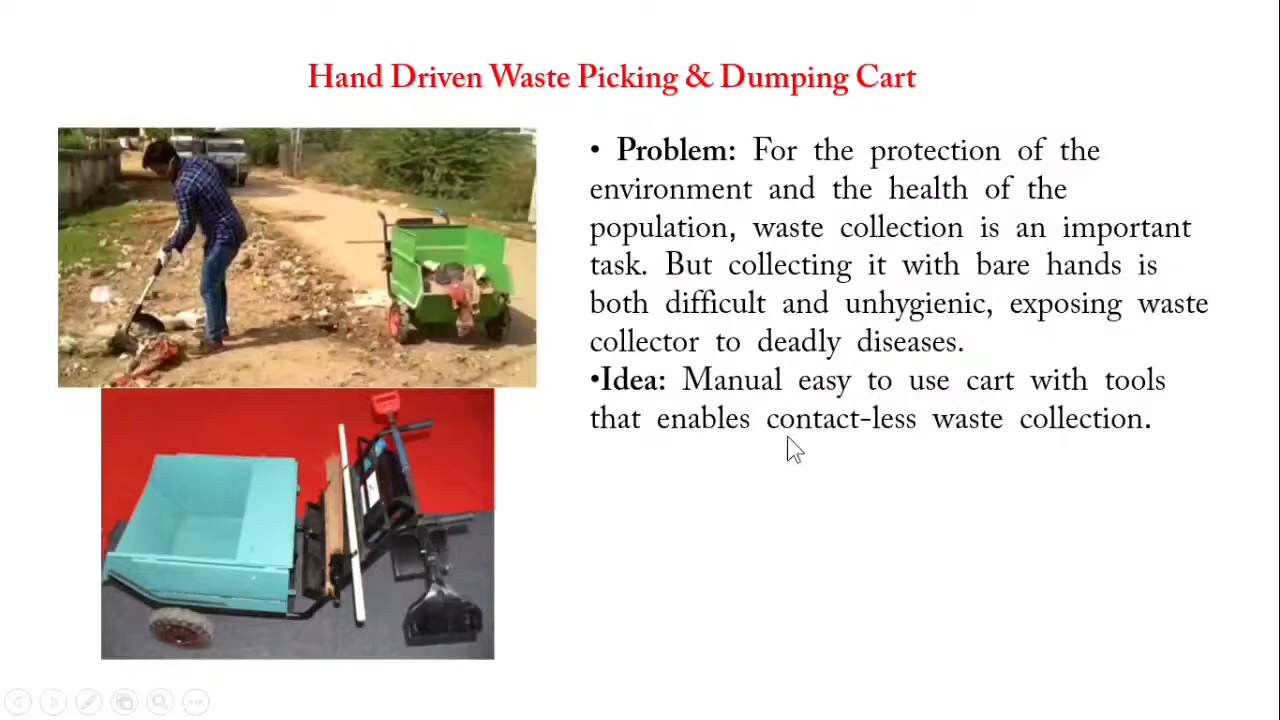 Hand Driven Waste Picking & Dumping Cart
• Problem: For the protection of the
environment and the health of the
population, waste collection is an important
task. But collecting it with bare hands is
both difficult and unhygienic, exposing waste
collector to deadly diseases.
•Idea: Manual easy to use cart with tools
that enables contact-less waste collection.